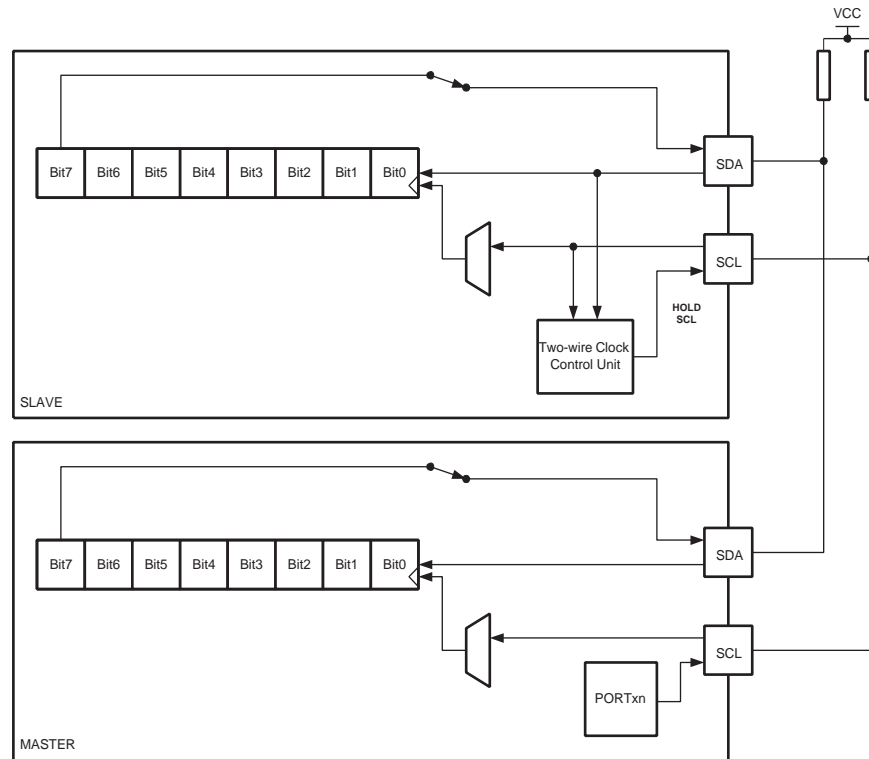 VCC
Bit7 Bit6 Bit5 Bit4 Bit3 Bit2 Bit1 Bit0
SDA
SCL
HOLD
SCL
Two-wire Clock
Control Unit
SLAVE
Bit7 Bit6 Bit5 Bit4 Bit3 Bit2 Bit1 Bit0
SDA
SCL
PORTxn
MASTER